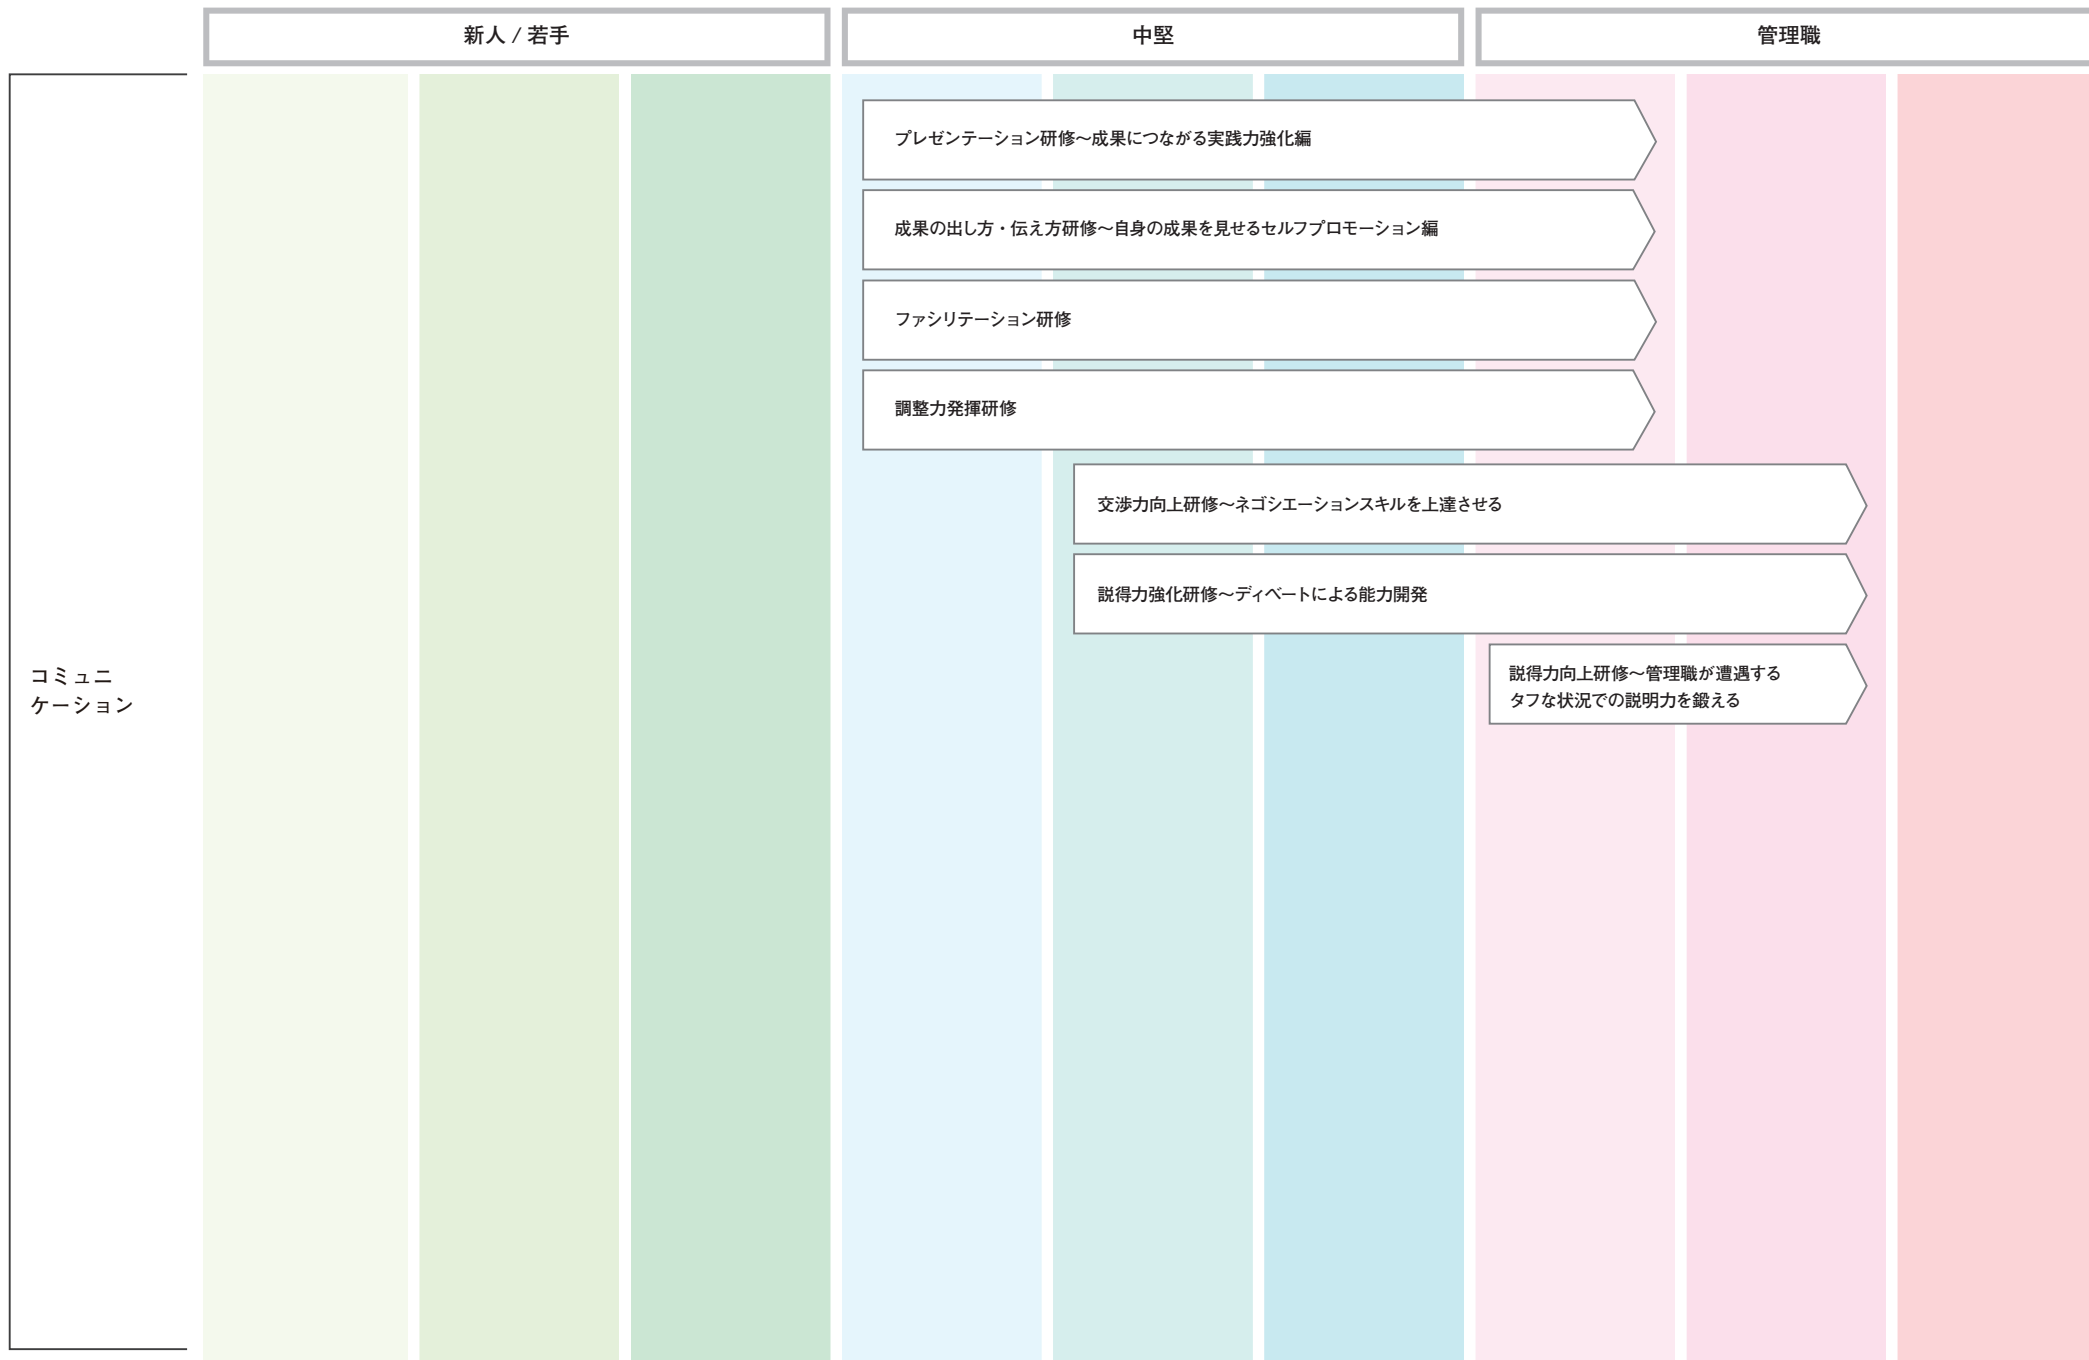 新人 / 若手
中堅
管理職
プレゼンテーション研修～成果につながる実践力強化編
成果の出し方・伝え方研修～自身の成果を見せるセルフプロモーション編
ファシリテーション研修
調整力発揮研修
交渉力向上研修～ネゴシエーションスキルを上達させる
説得力強化研修～ディベートによる能力開発
説得力向上研修～管理職が遭遇する
タフな状況での説明力を鍛える
コミュニ
ケーション